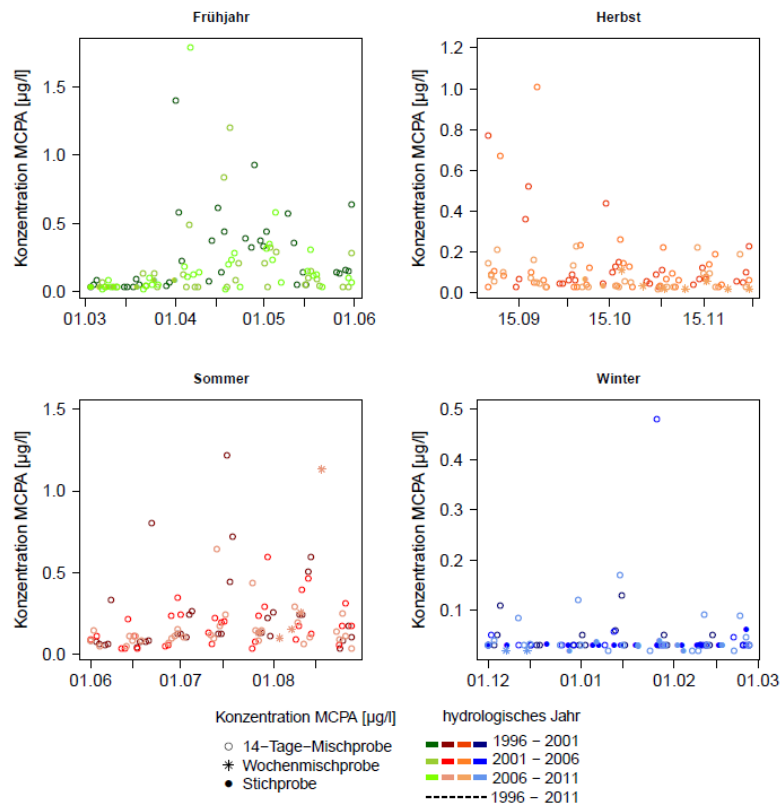 Frühjahr
Konzentration MCPA [µg/l]
1.5
1.0
0.5
0.0
01.03
01.04
01.05
01.06
Herbst
Konzentration MCPA [µg/l]
1.2
1.0
0.8
0.6
0.4
0.2
0.0
15.09
15.10
15.11
Sommer
Konzentration MCPA [µg/l]
1.5
1.0
0.5
0.0
01.06
01.07
01.08
Winter
Konzentration MCPA [µg/l]
0.5
0.4
0.3
0.2
0.1
01.12
01.01
01.02
01.03
Konzentration MCPA [µg/l]
14-Tage-Mischprobe
Wochenmischprobe
Stichprobe
hydrologisches Jahr
1996 - 2001
2001 - 2006
2006 - 2011
1996 - 2011